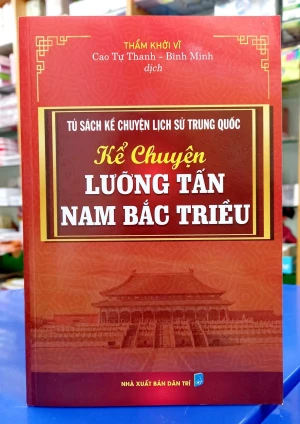 THẨM KHỞI VĨ
Cao Tự Thanh – Bình Minh
dịch
TỦ SÁCH KỂ CHUYỆN LỊCH SỬ TRUNG QUỐC
Kể Chuyện
LƯỠNG TẤN
NAM BẮC TRIỀU
NHÀ XUẤT BẢN DÂN TRÍ